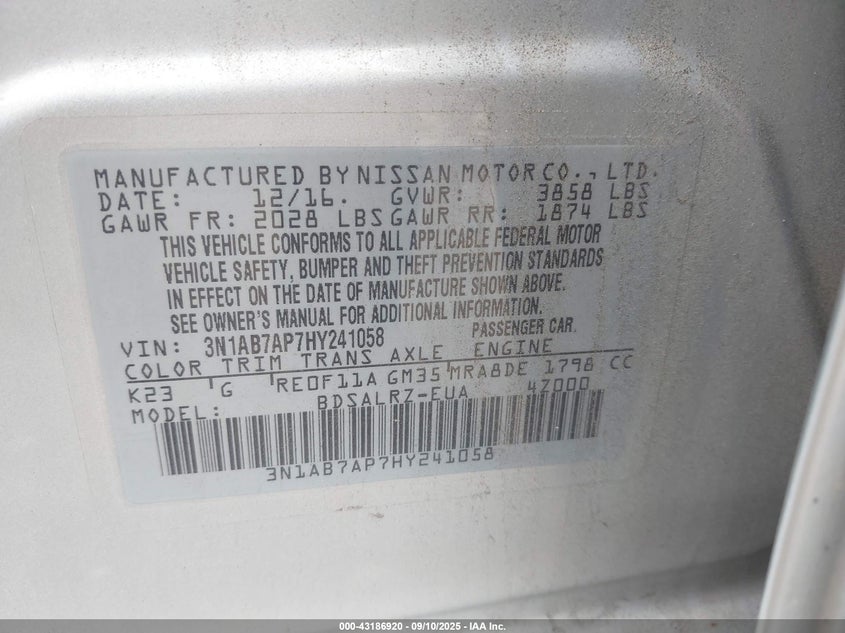 MANUFACTURED BY NISSAN MOTOR CO., LTD.
DATE: 12/16. GVWR: 3858 LBS
GAWR FR: 2028 LBS GAWR RR: 1874 LBS
THIS VEHICLE CONFORMS TO ALL APPLICABLE FEDERAL MOTOR
VEHICLE SAFETY, BUMPER AND THEFT PREVENTION STANDARDS
IN EFFECT ON THE DATE OF MANUFACTURE SHOWN ABOVE.
SEE OWNER'S MANUAL FOR ADDITIONAL INFORMATION.
VIN: 3N1AB7AP7HY241058 PASSENGER CAR.
COLOR TRIM TRANS AXLE ENGINE
K23 G RE0F11A GM35 MRA8DE 1798 CC
MODEL: BDSALRZ-EUA 47000
3N1AB7AP7HY241058
000-43186920 - 09/10/2025 - IAA Inc.